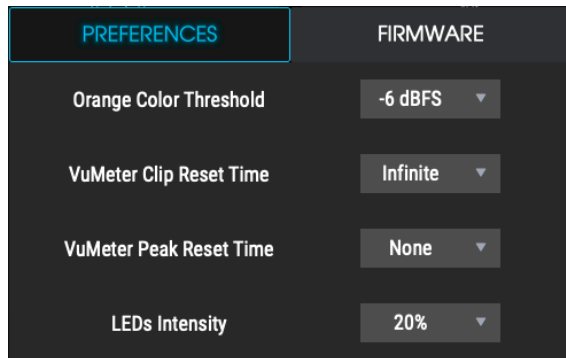 PREFERENCES FIRMWARE
Orange Color Threshold -6 dBFS
VuMeter Clip Reset Time Infinite
VuMeter Peak Reset Time None
LEDs Intensity 20%